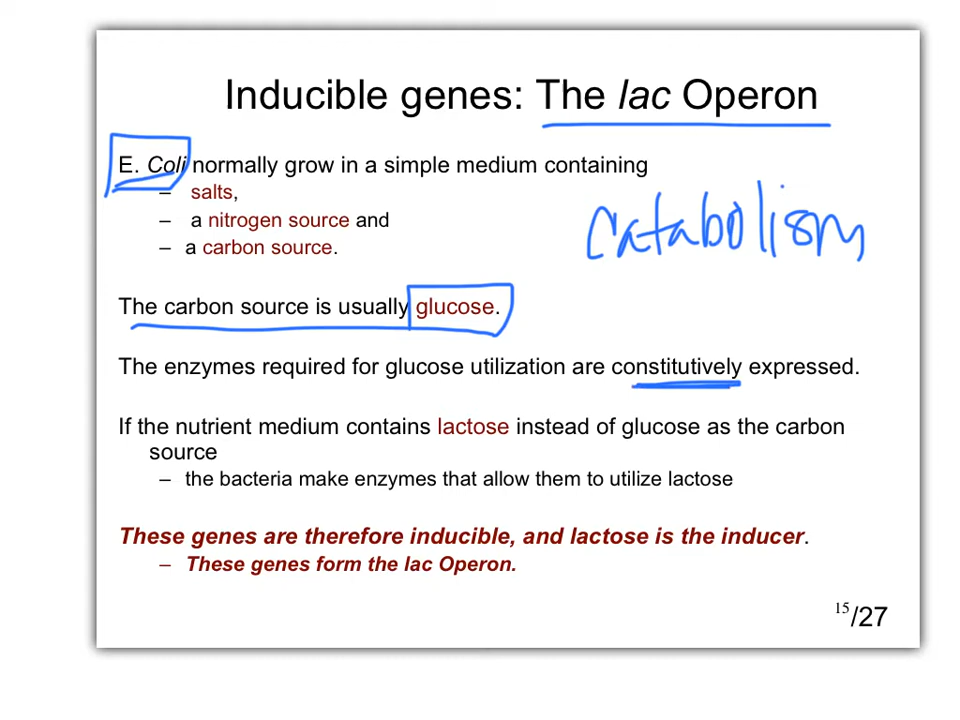 Inducible genes: The lac Operon
E. Coli normally grow in a simple medium containing
– salts,
– a nitrogen source and
– a carbon source.
catabolism
The carbon source is usually glucose.
The enzymes required for glucose utilization are constitutively expressed.
If the nutrient medium contains lactose instead of glucose as the carbon
source
– the bacteria make enzymes that allow them to utilize lactose
These genes are therefore inducible, and lactose is the inducer.
– These genes form the lac Operon.
15/27